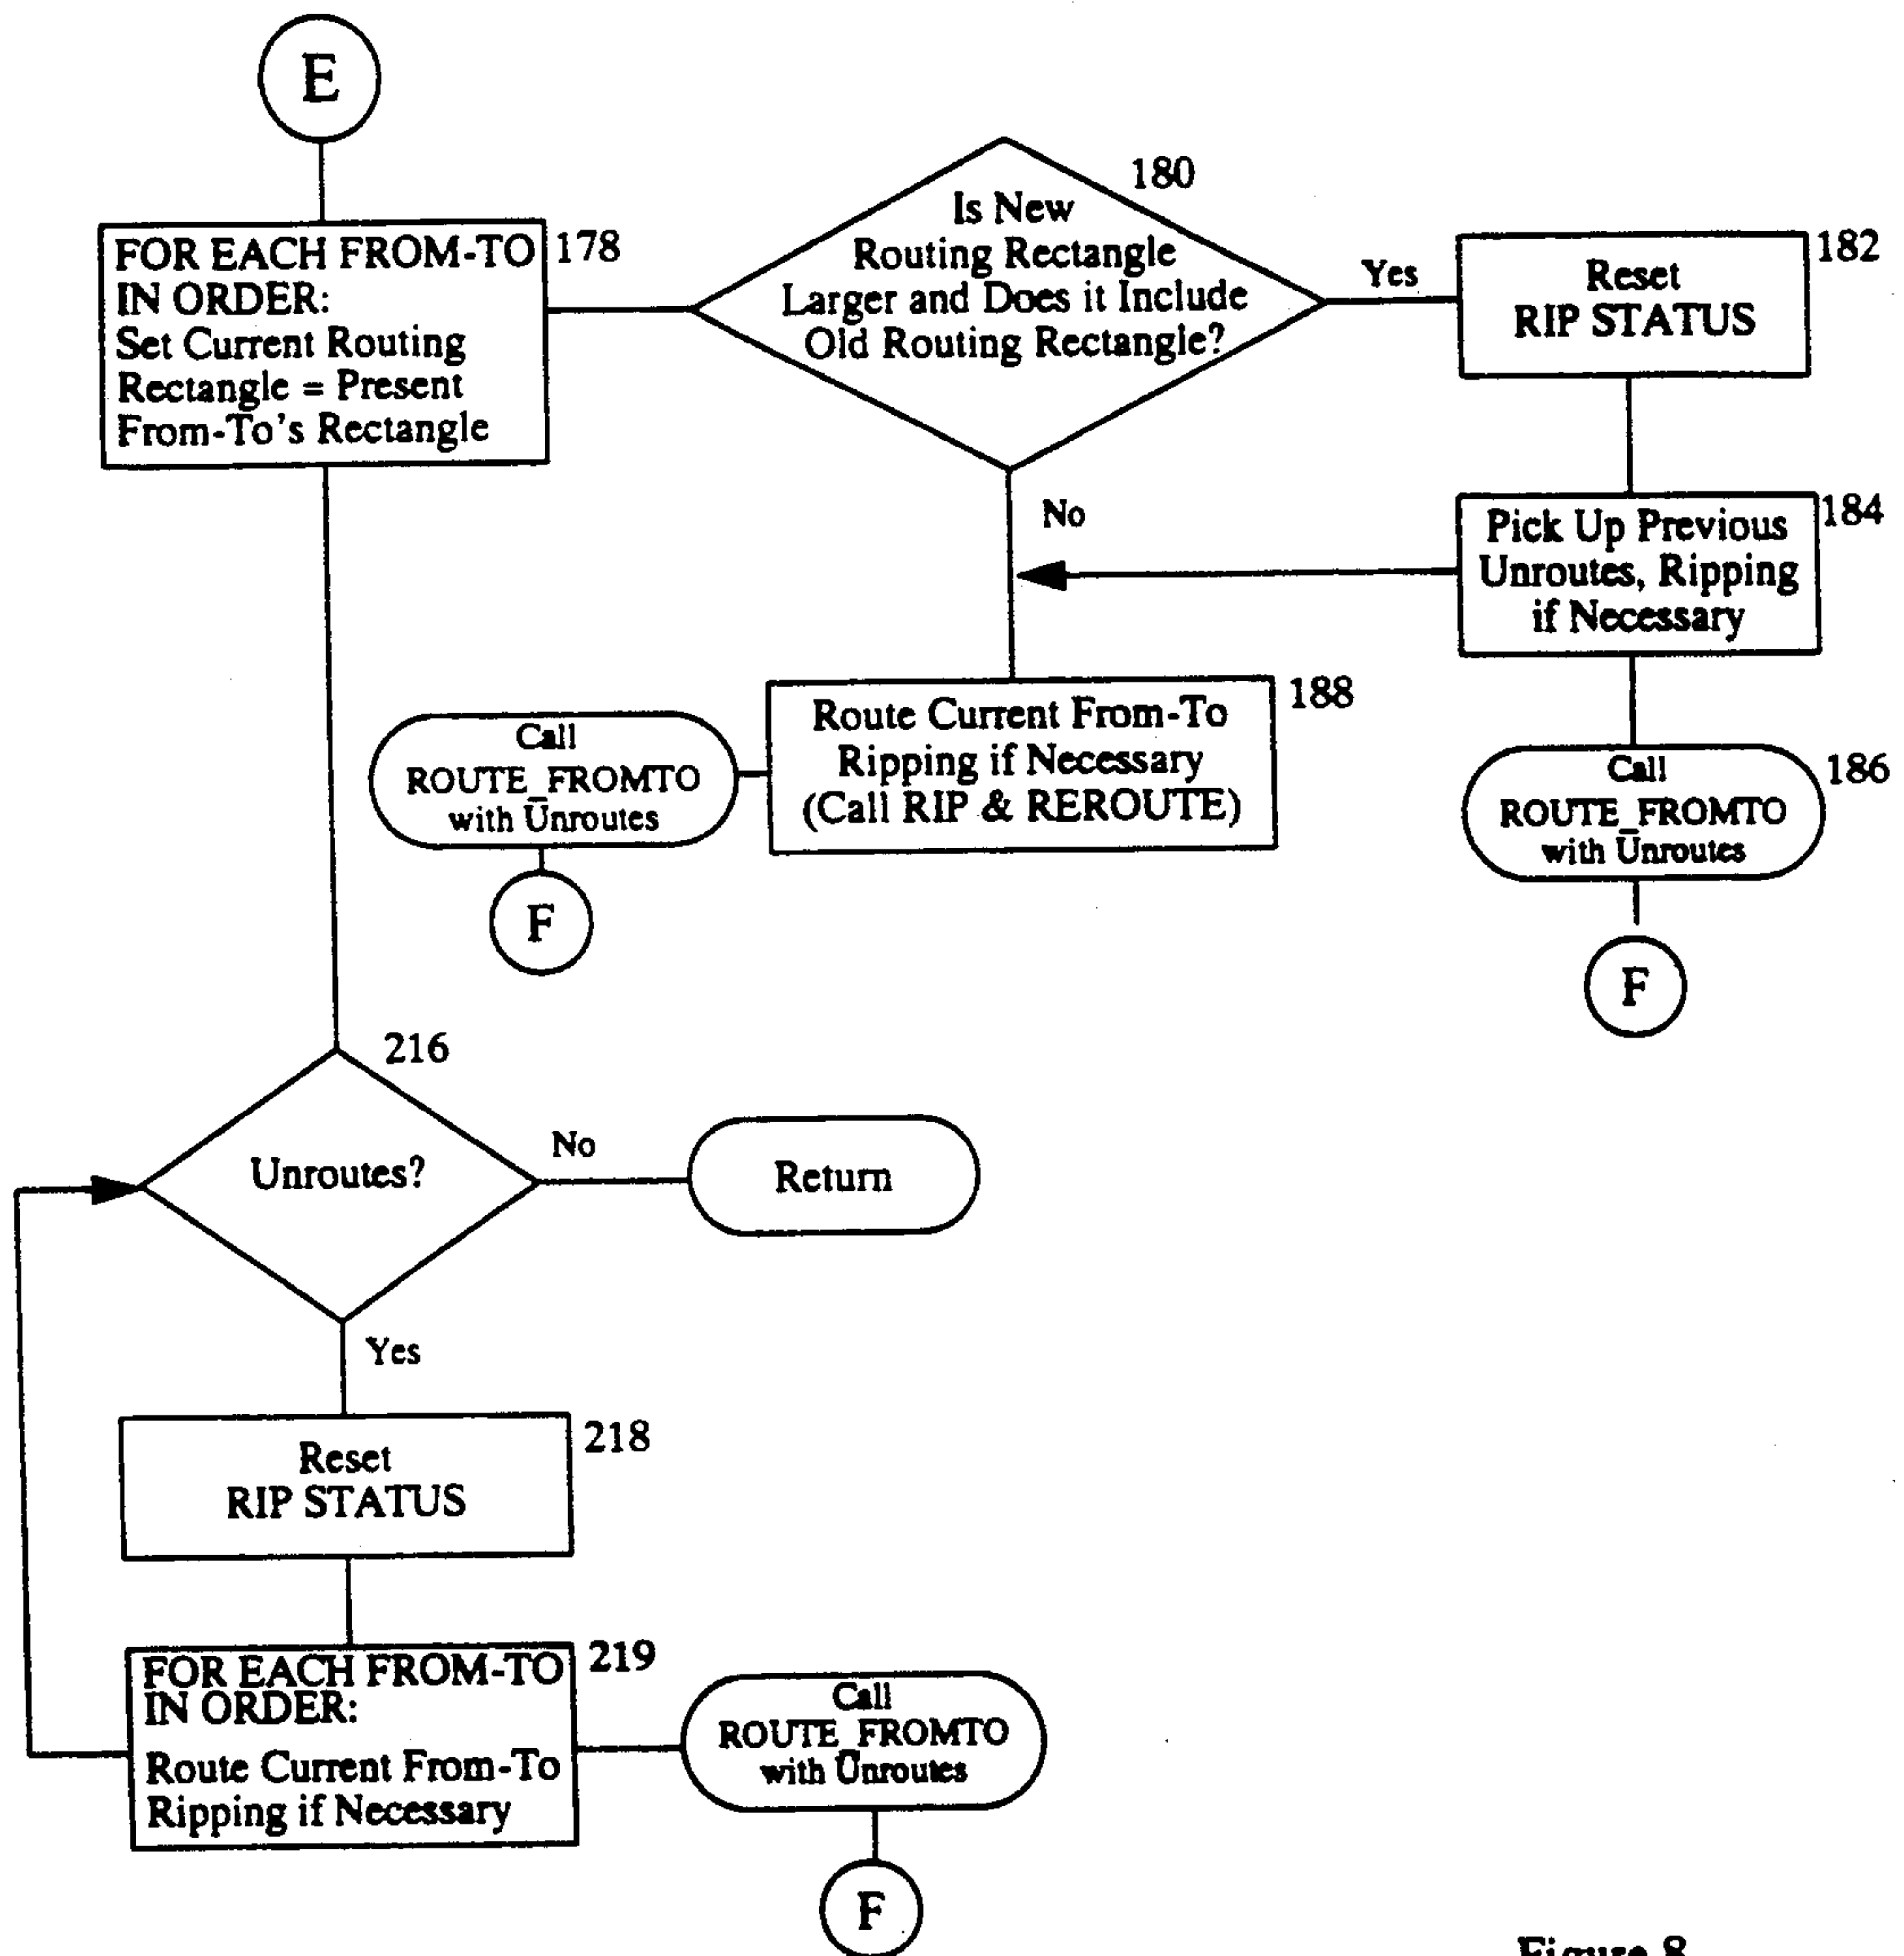 E
FOR EACH FROM-TO
IN ORDER:
Set Current Routing
Rectangle = Present
From-To's Rectangle
178
180
Is New
Routing Rectangle
Larger and Does it Include
Old Routing Rectangle?
Yes
No
182
Reset
RIP STATUS
184
Pick Up Previous
Unroutes, Ripping
if Necessary
186
Call
ROUTE_FROMTO
with Unroutes
F
188
Route Current From-To
Ripping if Necessary
(Call RIP & REROUTE)
Call
ROUTE_FROMTO
with Unroutes
F
216
Unroutes?
No
Return
Yes
218
Reset
RIP STATUS
219
FOR EACH FROM-TO
IN ORDER:
Route Current From-To
Ripping if Necessary
Call
ROUTE_FROMTO
with Unroutes
F
Figure 8